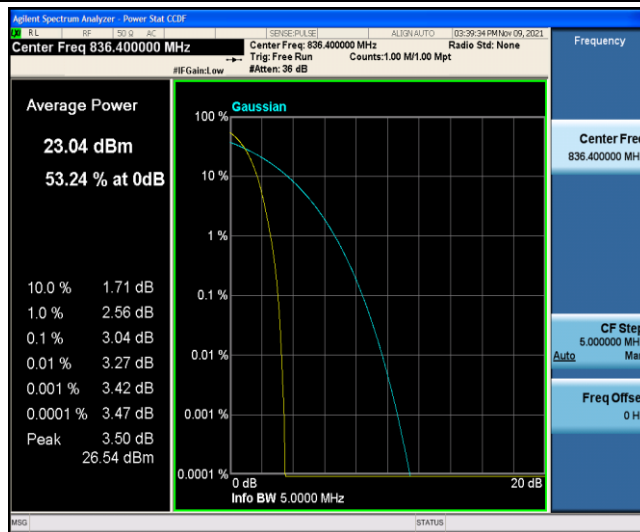 Agilent Spectrum Analyzer - Power Stat CCDF
RL RF 50 Ω AC SENSE:PULSE ALIGN AUTO 03:39:34 PM Nov 09, 2021
Center Freq 836.400000 MHz
Center Freq: 836.400000 MHz Radio Std: None
Trig: Free Run Counts:1.00 M/1.00 Mpt
#IFGain:Low #Atten: 36 dB
Frequency
Average Power
23.04 dBm
53.24 % at 0dB
10.0 % 1.71 dB
1.0 % 2.56 dB
0.1 % 3.04 dB
0.01 % 3.27 dB
0.001 % 3.42 dB
0.0001 % 3.47 dB
Peak 3.50 dB
26.54 dBm
Gaussian
100 %
10 %
1 %
0.1 %
0.01 %
0.001 %
0.0001 %
0 dB 20 dB
Info BW 5.0000 MHz
Center Fre
836.400000 MH
CF Step
5.000000 MH
Auto Ma
Freq Offse
0 H
MSG STATUS